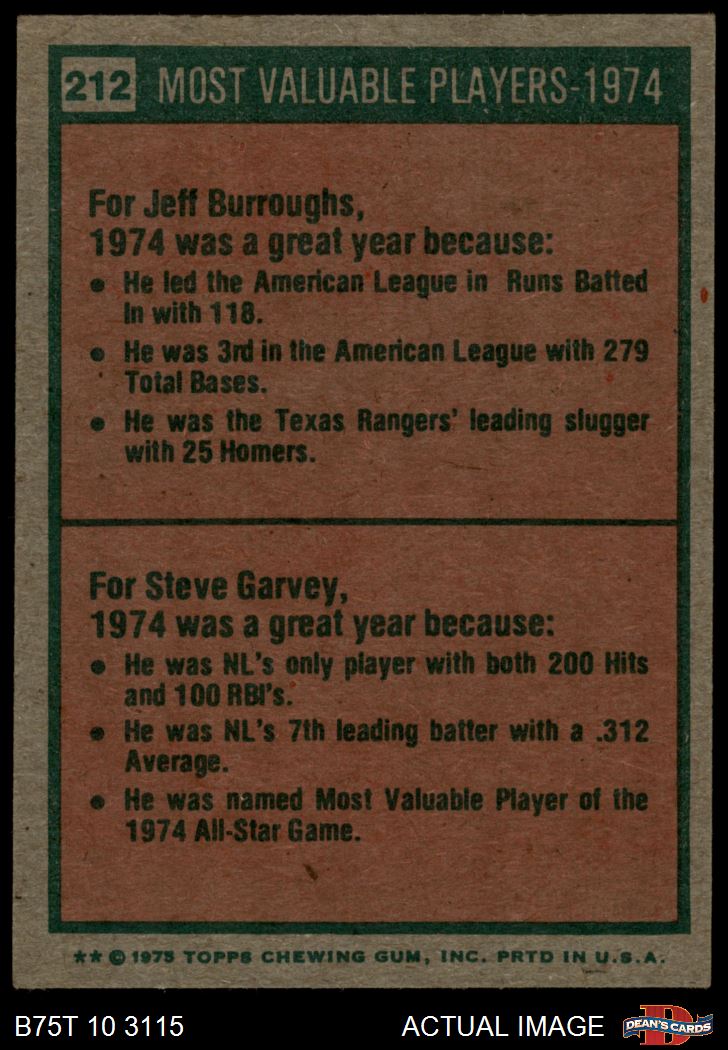 212 MOST VALUABLE PLAYERS-1974
For Jeff Burroughs,
1974 was a great year because:
• He led the American League in Runs Batted
In with 118.
• He was 3rd in the American League with 279
Total Bases.
• He was the Texas Rangers' leading slugger
with 25 Homers.
For Steve Garvey,
1974 was a great year because:
• He was NL's only player with both 200 Hits
and 100 RBI's.
• He was NL's 7th leading batter with a .312
Average.
• He was named Most Valuable Player of the
1974 All-Star Game.
** © 1975 TOPPS CHEWING GUM, INC. PRTD IN U.S.A.
B75T 10 3115 ACTUAL IMAGE D DEAN'S CARDS